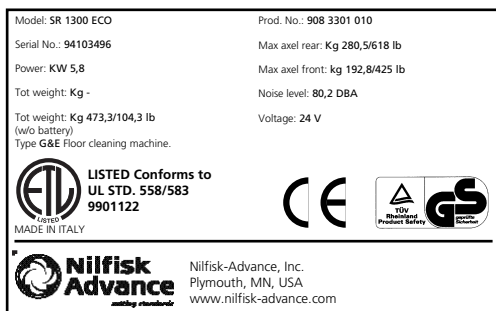 Model: SR 1300 ECO
Prod. No.: 908 3301 010
Serial No.: 94103496
Max axel rear: Kg 280,5/618 lb
Power: KW 5,8
Max axel front: kg 192,8/425 lb
Tot weight: Kg -
Noise level: 80,2 DBA
Tot weight: Kg 473,3/104,3 lb
(w/o battery)
Voltage: 24 V
Type G&E Floor cleaning machine.
ETL
LISTED
LISTED Conforms to
UL STD. 558/583
9901122
MADE IN ITALY
CE
TÜV
Rheinland
Product Safety
GS
geprüfte
Sicherheit
Nilfisk
Advance
setting standards
Nilfisk-Advance, Inc.
Plymouth, MN, USA
www.nilfisk-advance.com